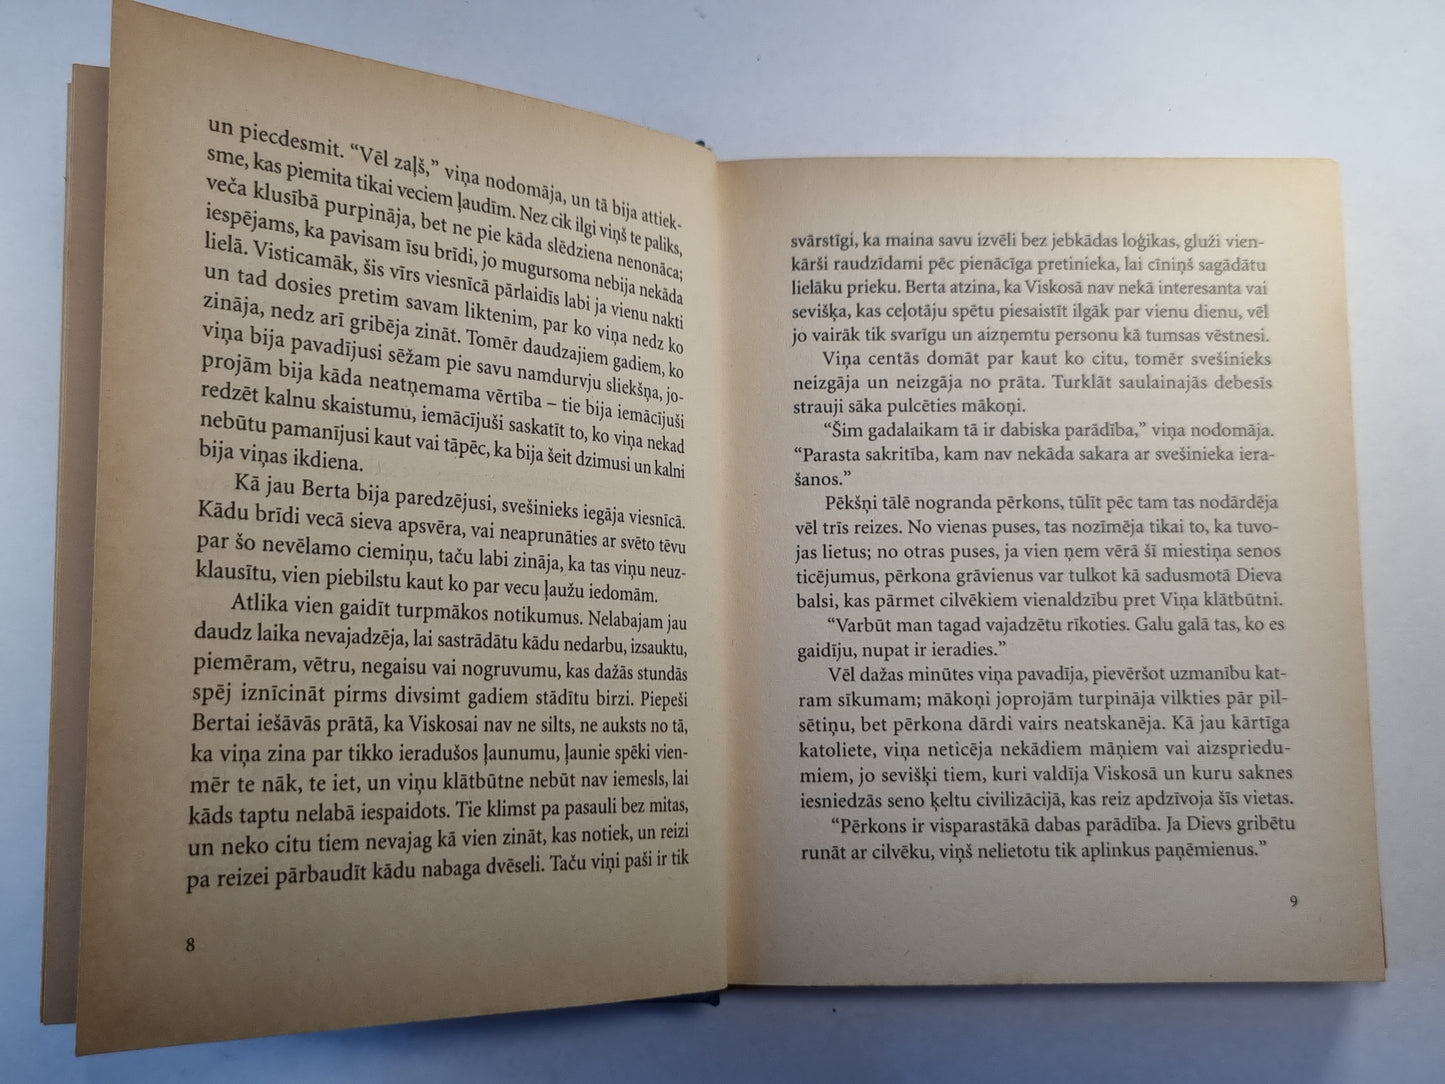 un piecdesmit. “Vēl zaļš,” viņa nodomāja, un tā bija attiek-
sme, kas piemita tikai veciem ļaudīm. Nez cik ilgi viņš te paliks,
veča klusībā purpināja, bet ne pie kāda slēdziena nenonāca;
iespējams, ka pavisam īsu brīdi, jo mugursoma nebija nekāda
lielā. Visticamāk, šis vīrs viesnīcā pārlaidīs labi ja vienu nakti
un tad dosies pretim savam liktenim, par ko viņa nedz ko
zināja, nedz arī gribēja zināt. Tomēr daudzajiem gadiem, ko
viņa bija pavadījusi sēžam pie savu namdurvju sliekšņa, jo-
projām bija kāda neatņemama vērtība – tie bija iemācījuši
redzēt kalnu skaistumu, iemācījuši saskatīt to, ko viņa nekad
nebūtu pamanījusi kaut vai tāpēc, ka bija šeit dzimusi un kalni
bija viņas ikdiena.
Kā jau Berta bija paredzējusi, svešinieks iegāja viesnīcā.
Kādu brīdi vecā sieva apsvēra, vai neaprunāties ar svēto tēvu
par šo nevēlamo ciemiņu, taču labi zināja, ka tas viņu neuz-
klausītu, vien piebilstu kaut ko par vecu ļaužu iedomām.
Atlika vien gaidīt turpmākos notikumus. Nelabajam jau
daudz laika nevajadzēja, lai sastrādātu kādu nedarbu, izsauktu,
piemēram, vētru, negaisu vai nogruvumu, kas dažās stundās
spēj iznīcināt pirms divsimt gadiem stādītu birzi. Piepeši
Bertai iešāvās prātā, ka Viskosai nav ne silts, ne auksts no tā,
ka viņa zina par tikko ieradušos ļaunumu, ļaunie spēki vien-
mēr te nāk, te iet, un viņu klātbūtne nebūt nav iemesls, lai
kāds taptu nelabā iespaidots. Tie klimst pa pasauli bez mitas,
un neko citu tiem nevajag kā vien zināt, kas notiek, un reizi
pa reizei pārbaudīt kādu nabaga dvēseli. Taču viņi paši ir tik
8
svārstīgi, ka maina savu izvēli bez jebkādas loģikas, gluži vien-
kārši raudzīdami pēc pienācīga pretinieka, lai cīniņš sagādātu
lielāku prieku. Berta atzina, ka Viskosā nav nekā interesanta vai
sevišķa, kas ceļotāju spētu piesaistīt ilgāk par vienu dienu, vēl
jo vairāk tik svarīgu un aizņemtu personu kā tumsas vēstnesi.
Viņa centās domāt par kaut ko citu, tomēr svešinieks
neizgāja un neizgāja no prāta. Turklāt saulainajās debesīs
strauji sāka pulcēties mākoņi.
“Šim gadalaikam tā ir dabiska parādība,” viņa nodomāja.
“Parasta sakritība, kam nav nekāda sakara ar svešinieka iera-
šanos.”
Pēkšņi tālē nogranda pērkons, tūlīt pēc tam tas nodārdēja
vēl trīs reizes. No vienas puses, tas nozīmēja tikai to, ka tuvo-
jas lietus; no otras puses, ja vien ņem vērā šī miestiņa senos
ticējumus, pērkona grāvienus var tulkot kā sadusmotā Dieva
balsi, kas pārmet cilvēkiem vienaldzību pret Viņa klātbūtni.
“Varbūt man tagad vajadzētu rīkoties. Galu galā tas, ko es
gaidīju, nupat ir ieradies.”
Vēl dažas minūtes viņa pavadīja, pievēršot uzmanību kat-
ram sīkumam; mākoņi joprojām turpināja vilkties pār pil-
sētiņu, bet pērkona dārdi vairs neatskanēja. Kā jau kārtīga
katoliete, viņa neticēja nekādiem māņiem vai aizspriedu-
miem, jo sevišķi tiem, kuri valdīja Viskosā un kuru saknes
iesniedzās seno ķeltu civilizācijā, kas reiz apdzīvoja šīs vietas.
“Pērkons ir visparastākā dabas parādība. Ja Dievs gribētu
runāt ar cilvēku, viņš nelietotu tik aplinkus paņēmienus.”
9